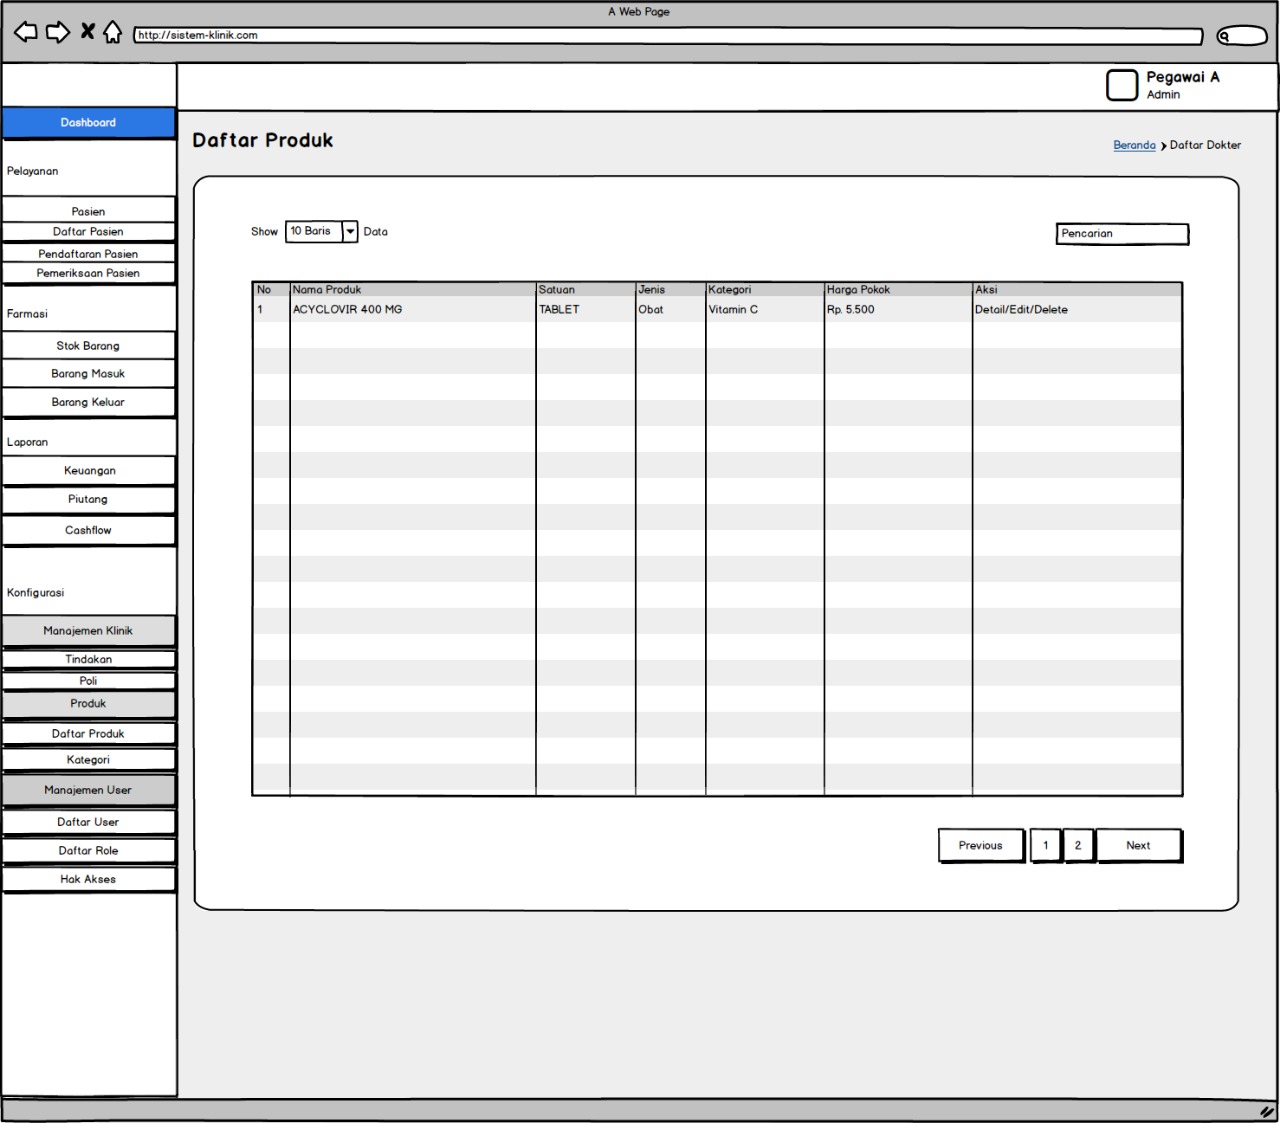 A Web Page
http://sistem-klinik.com
Pegawai A
Admin
Dashboard
Pelayanan
Pasien
Daftar Pasien
Pendaftaran Pasien
Pemeriksaan Pasien
Farmasi
Stok Barang
Barang Masuk
Barang Keluar
Laporan
Keuangan
Piutang
Cashflow
Konfigurasi
Manajemen Klinik
Tindakan
Poli
Produk
Daftar Produk
Kategori
Manajemen User
Daftar User
Daftar Role
Hak Akses
Daftar Produk
Beranda > Daftar Dokter
Show 10 Baris Data
Pencarian
No Nama Produk Satuan Jenis Kategori Harga Pokok Aksi
1 ACYCLOVIR 400 MG TABLET Obat Vitamin C Rp. 5.500 Detail/Edit/Delete
Previous 1 2 Next